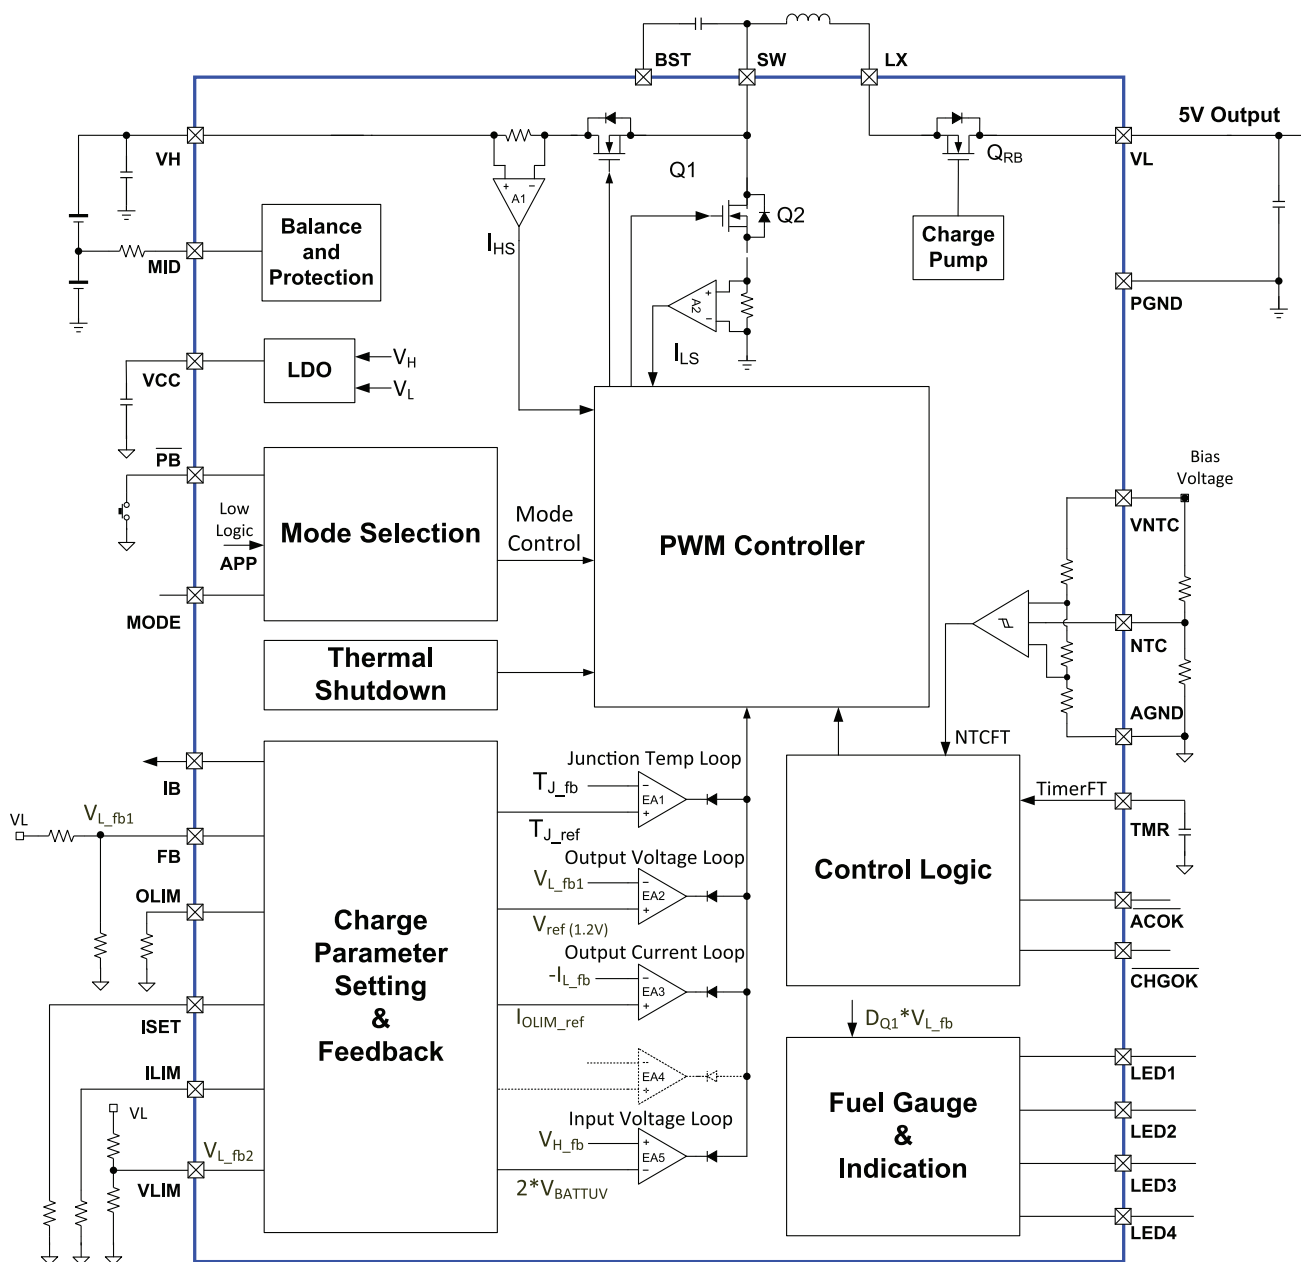 BST
SW
LX
5V Output
VH
A1
Q1
Q2
QRB
VL
IHS
Balance
and
Protection
MID
Charge
Pump
PGND
A2
ILS
LDO
VH
VL
VCC
PB
Low
Logic
APP
MODE
Mode Selection
Mode
Control
PWM Controller
Bias
Voltage
VNTC
NTC
AGND
Thermal
Shutdown
NTCFT
IB
VL
VL_fb1
FB
OLIM
ISET
ILIM
VL
VL_fb2
VLIM
Charge
Parameter
Setting
&
Feedback
Junction Temp Loop
TJ_fb
EA1
TJ_ref
Output Voltage Loop
VL_fb1
EA2
Vref (1.2V)
Output Current Loop
-IL_fb
EA3
IOLIM_ref
EA4
Input Voltage Loop
VH_fb
EA5
2*VBATTUV
TimerFT
TMR
Control Logic
ACOK
CHGOK
DQ1*VL_fb
Fuel Gauge
&
Indication
LED1
LED2
LED3
LED4